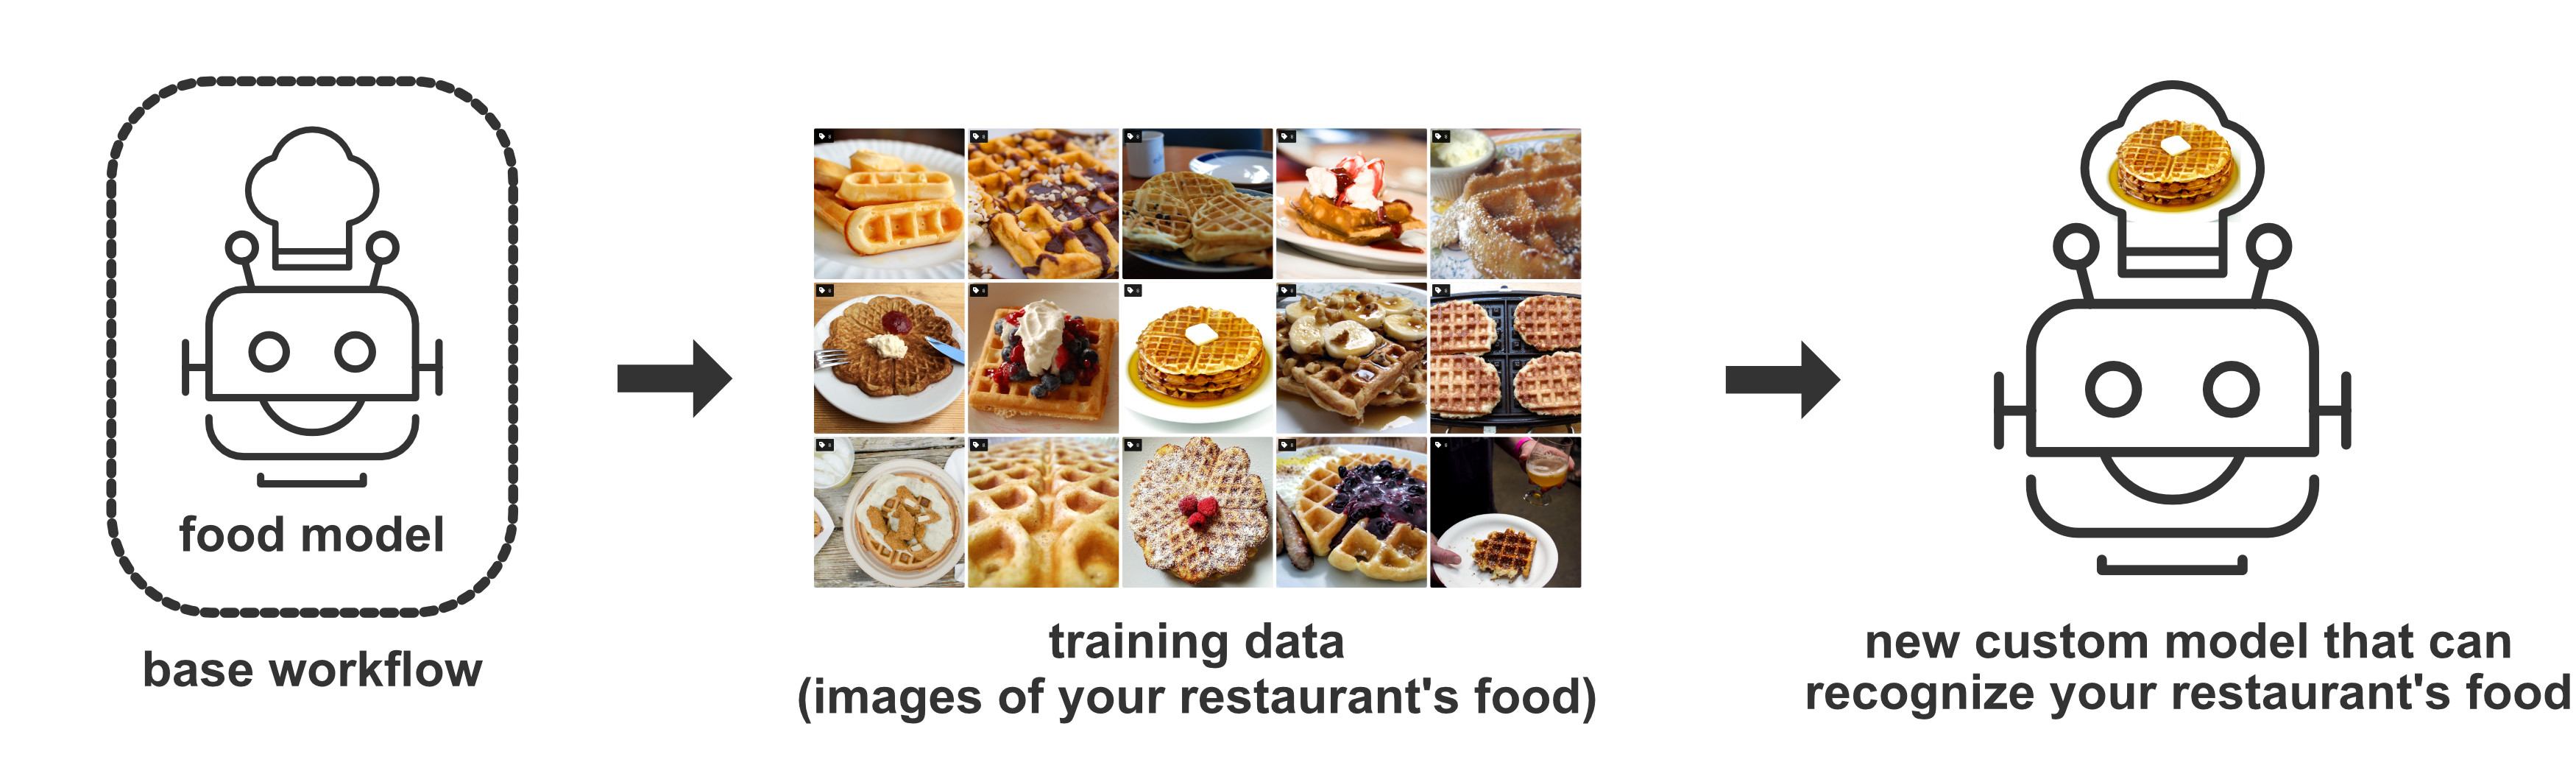 food model
base workflow
training data
(images of your restaurant's food)
new custom model that can
recognize your restaurant's food